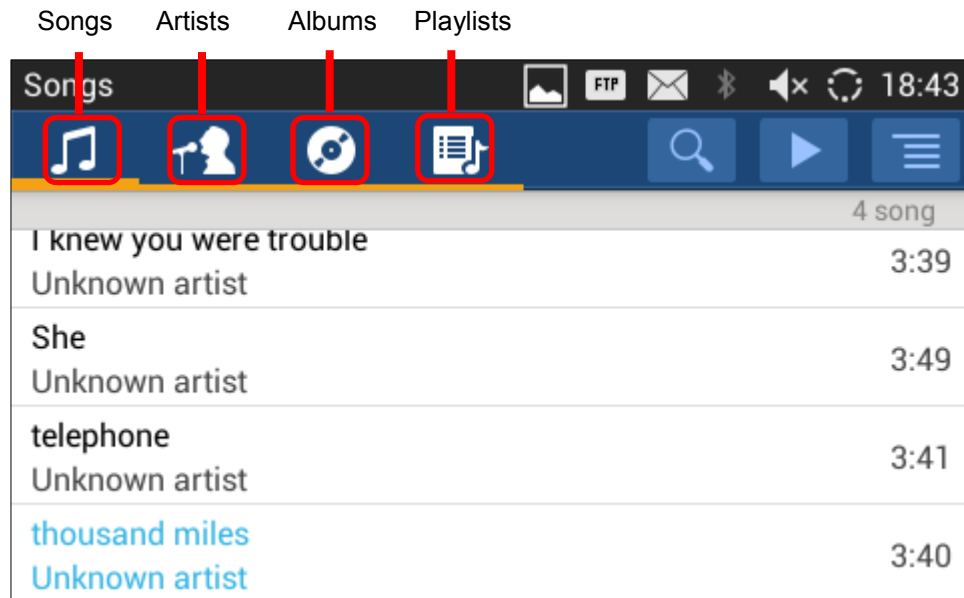 Songs Artists Albums Playlists
Songs FTP 18:43
4 song
I knew you were trouble
3:39
Unknown artist
She
3:49
Unknown artist
telephone
3:41
Unknown artist
thousand miles
3:40
Unknown artist